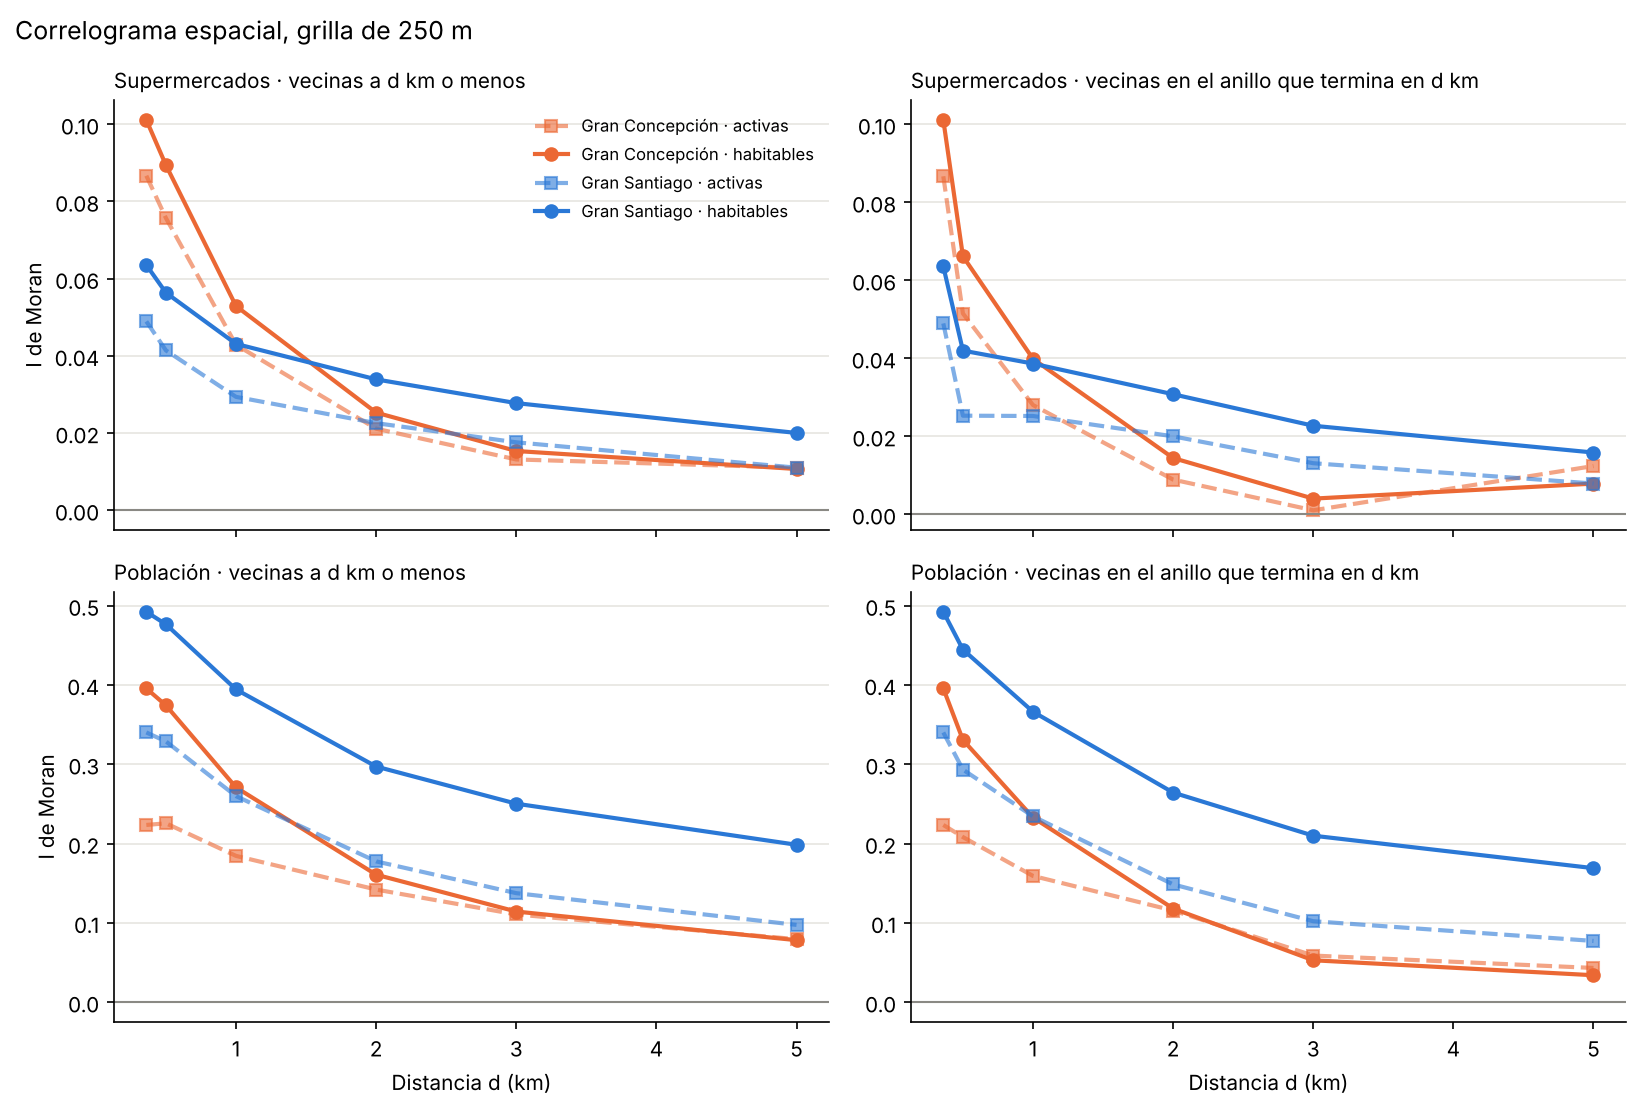 Correlograma espacial, grilla de 250 m
Supermercados · vecinas a d km o menos
I de Moran
0.10
0.08
0.06
0.04
0.02
0.00
Gran Concepción · activas
Gran Concepción · habitables
Gran Santiago · activas
Gran Santiago · habitables
Supermercados · vecinas en el anillo que termina en d km
0.10
0.08
0.06
0.04
0.02
0.00
Población · vecinas a d km o menos
I de Moran
0.5
0.4
0.3
0.2
0.1
0.0
1 2 3 4 5
Distancia d (km)
Población · vecinas en el anillo que termina en d km
0.5
0.4
0.3
0.2
0.1
0.0
1 2 3 4 5
Distancia d (km)